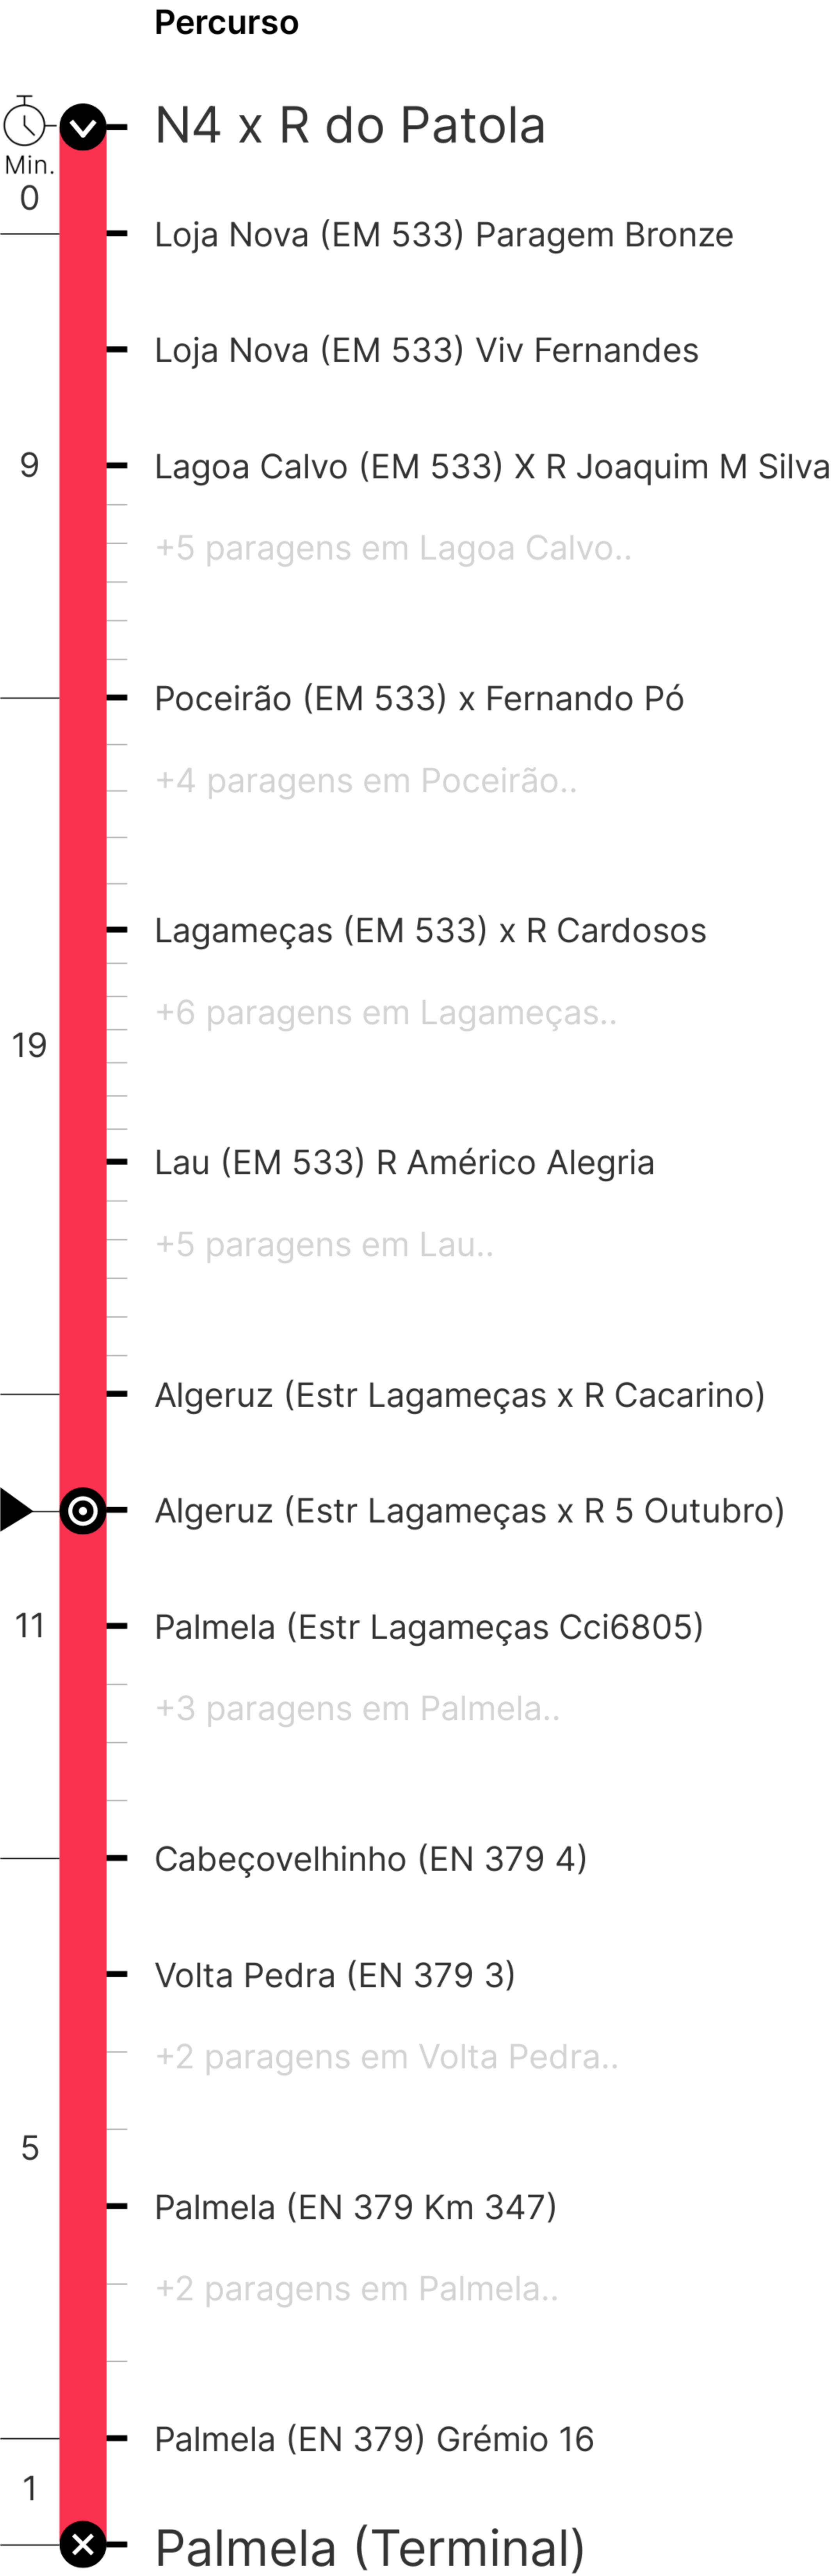 Percurso
N4 x R do Patola
Min.
0
Loja Nova (EM 533) Paragem Bronze
Loja Nova (EM 533) Viv Fernandes
9
Lagoa Calvo (EM 533) X R Joaquim M Silva
+5 paragens em Lagoa Calvo..
Poceirão (EM 533) x Fernando Pó
+4 paragens em Poceirão..
Lagameças (EM 533) x R Cardosos
+6 paragens em Lagameças..
19
Lau (EM 533) R Américo Alegria
+5 paragens em Lau..
Algeruz (Estr Lagameças x R Cacarino)
Algeruz (Estr Lagameças x R 5 Outubro)
11
Palmela (Estr Lagameças Cci6805)
+3 paragens em Palmela..
Cabeçovelhinho (EN 379 4)
Volta Pedra (EN 379 3)
+2 paragens em Volta Pedra..
5
Palmela (EN 379 Km 347)
+2 paragens em Palmela..
Palmela (EN 379) Grémio 16
1
Palmela (Terminal)